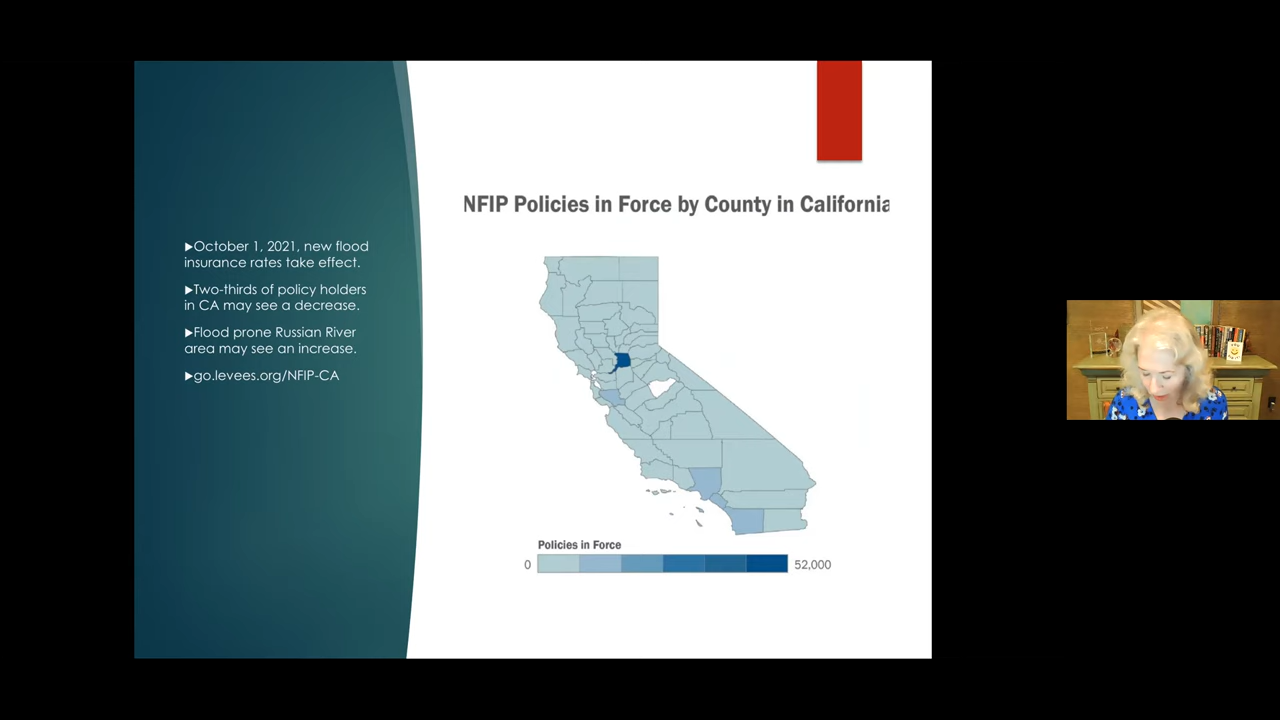 NFIP Policies in Force by County in California
▶October 1, 2021, new flood
insurance rates take effect.
▶Two-thirds of policy holders
in CA may see a decrease.
▶Flood prone Russian River
area may see an increase.
▶go.levees.org/NFIP-CA
Policies in Force
0
52,000